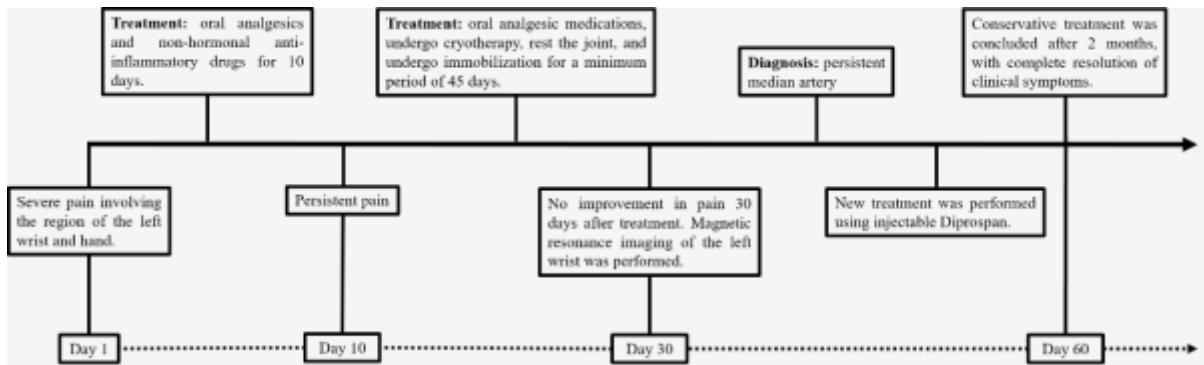 Treatment: oral analgesics
and non-hormonal anti-
inflammatory drugs for 10
days.
Treatment: oral analgesic medications,
undergo cryotherapy, rest the joint, and
undergo immobilization for a minimum
period of 45 days.
Diagnosis: persistent
median artery
Conservative treatment was
concluded after 2 months,
with complete resolution of
clinical symptoms.
Severe pain involving
the region of the left
wrist and hand.
Persistent pain
No improvement in pain 30
days after treatment. Magnetic
resonance imaging of the left
wrist was performed.
New treatment was performed
using injectable Diprospan.
Day 1
Day 10
Day 30
Day 60